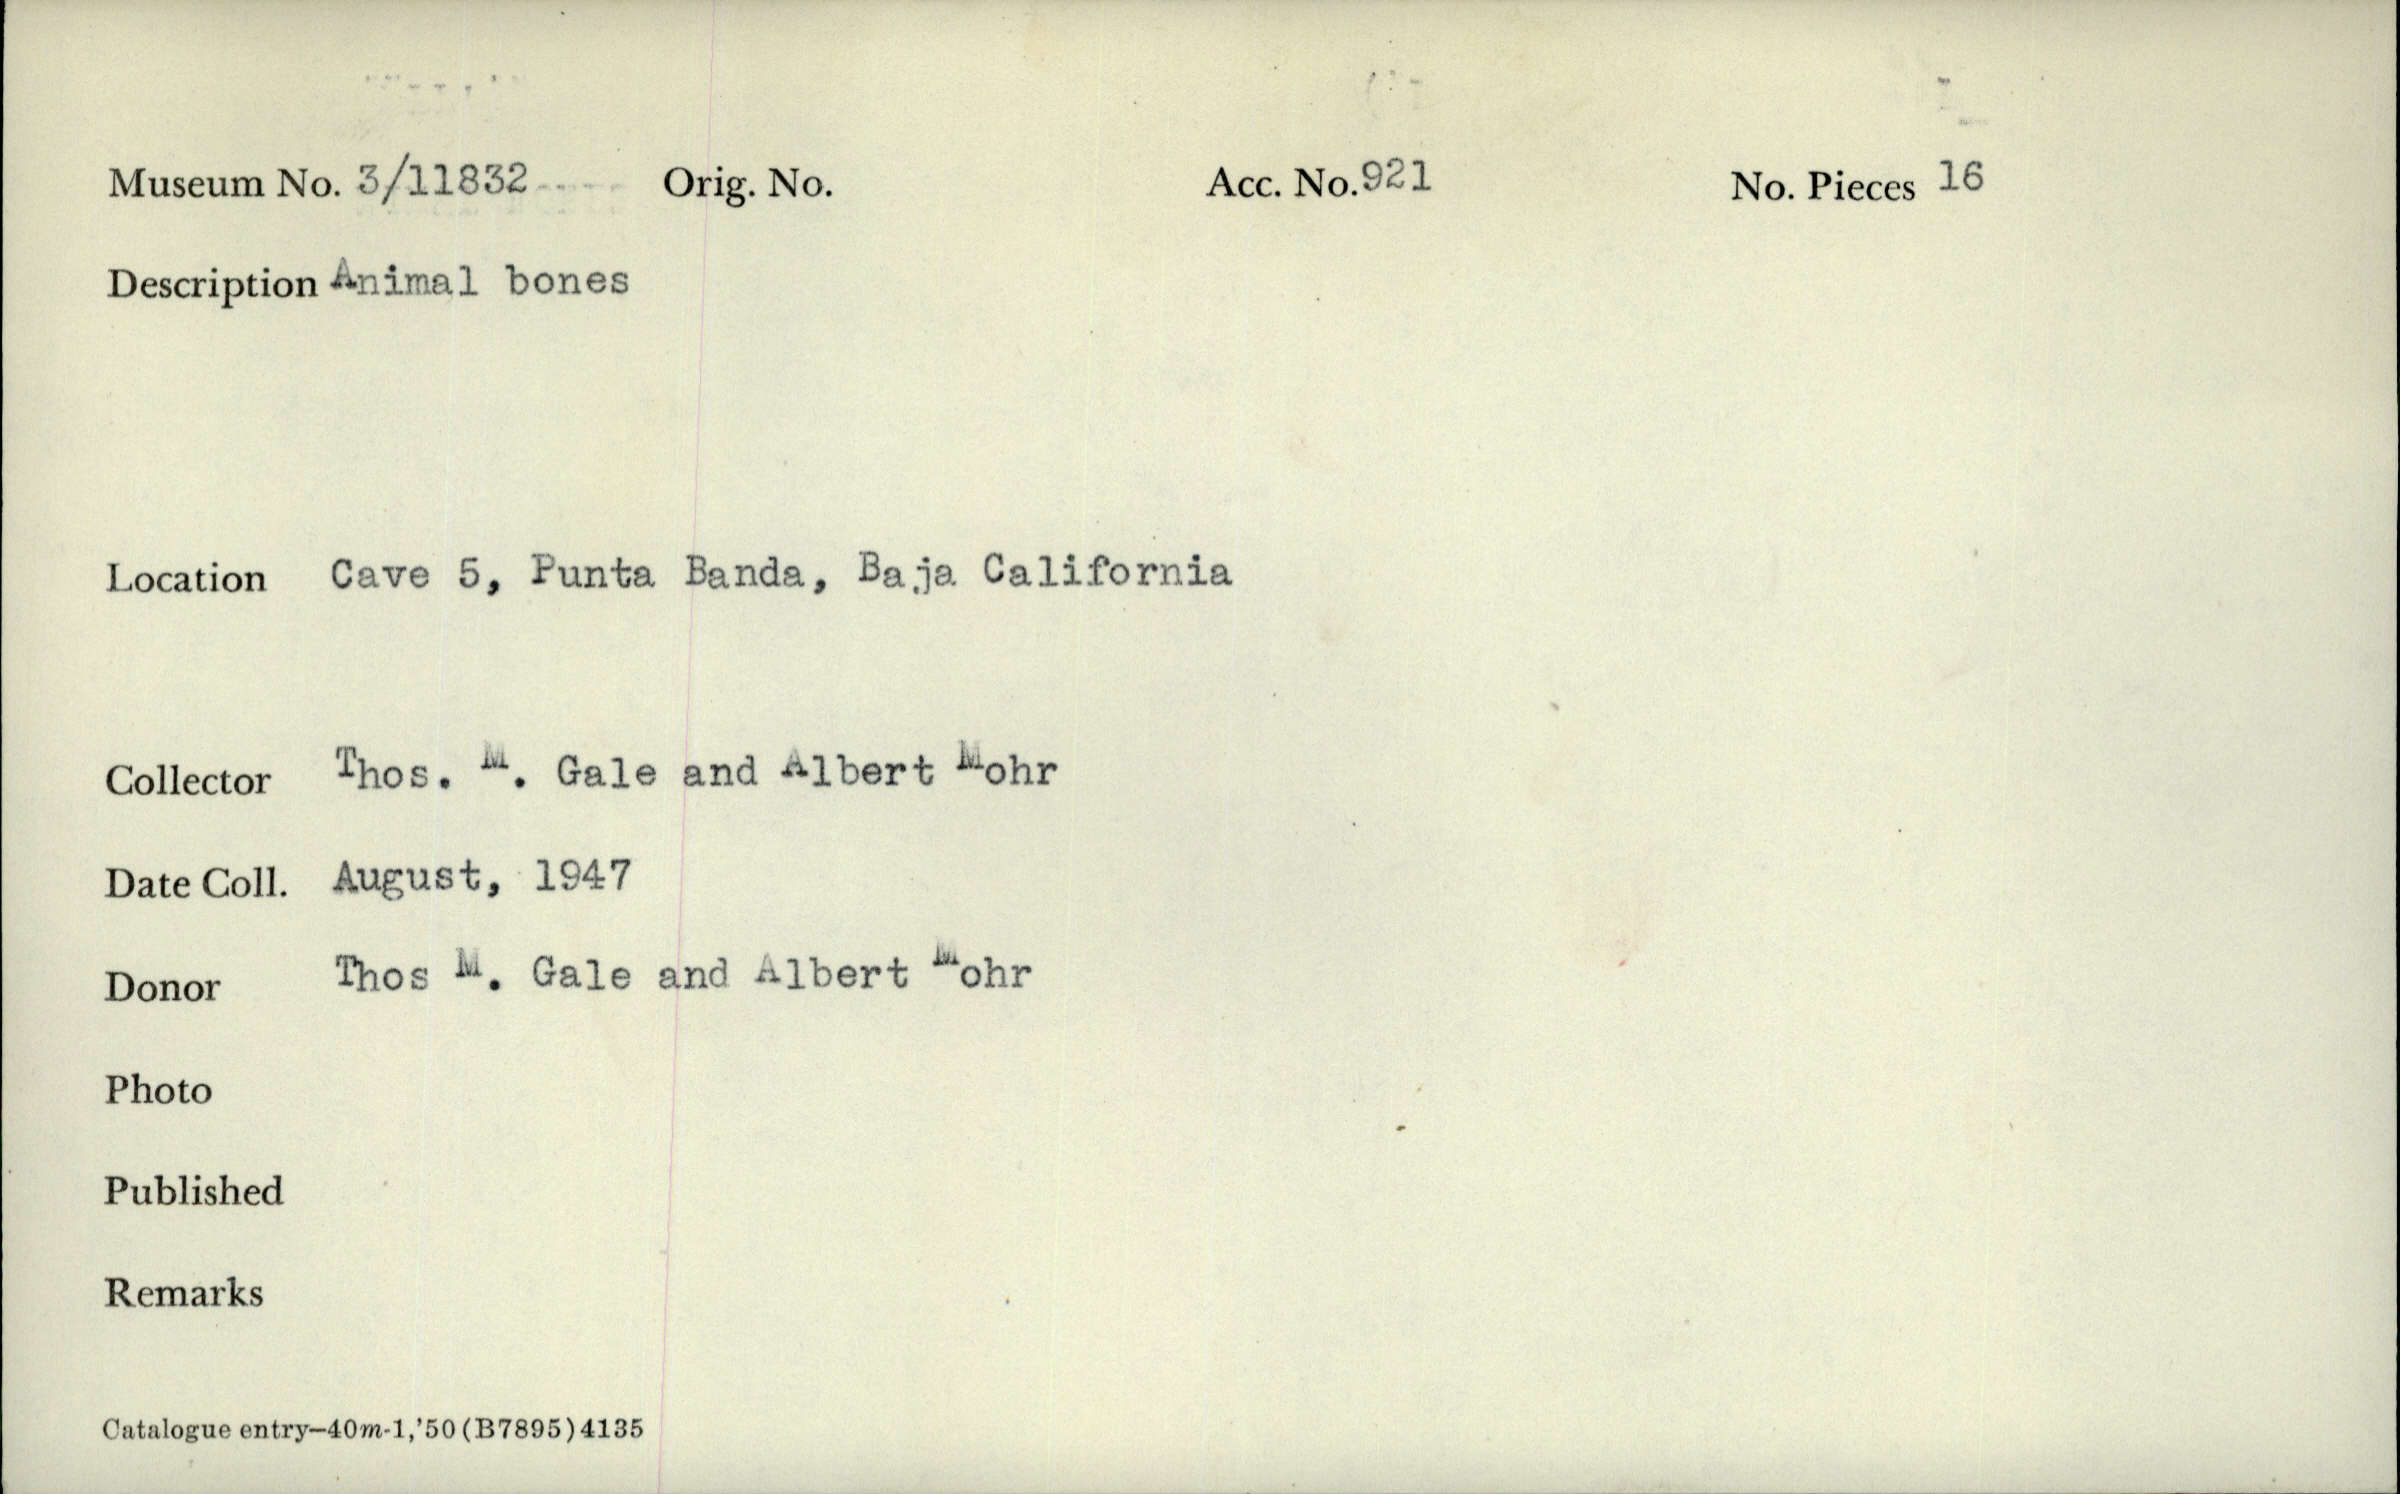 Museum No. 3/11832 Orig. No. Acc. No. 921 No. Pieces 16
Description Animal bones
Location Cave 5, Punta Banda, Baja California
Collector Thos. M. Gale and Albert Mohr
Date Coll. August, 1947
Donor Thos M. Gale and Albert Mohr
Photo
Published
Remarks
Catalogue entry—40m-1,'50 (B7895) 4135